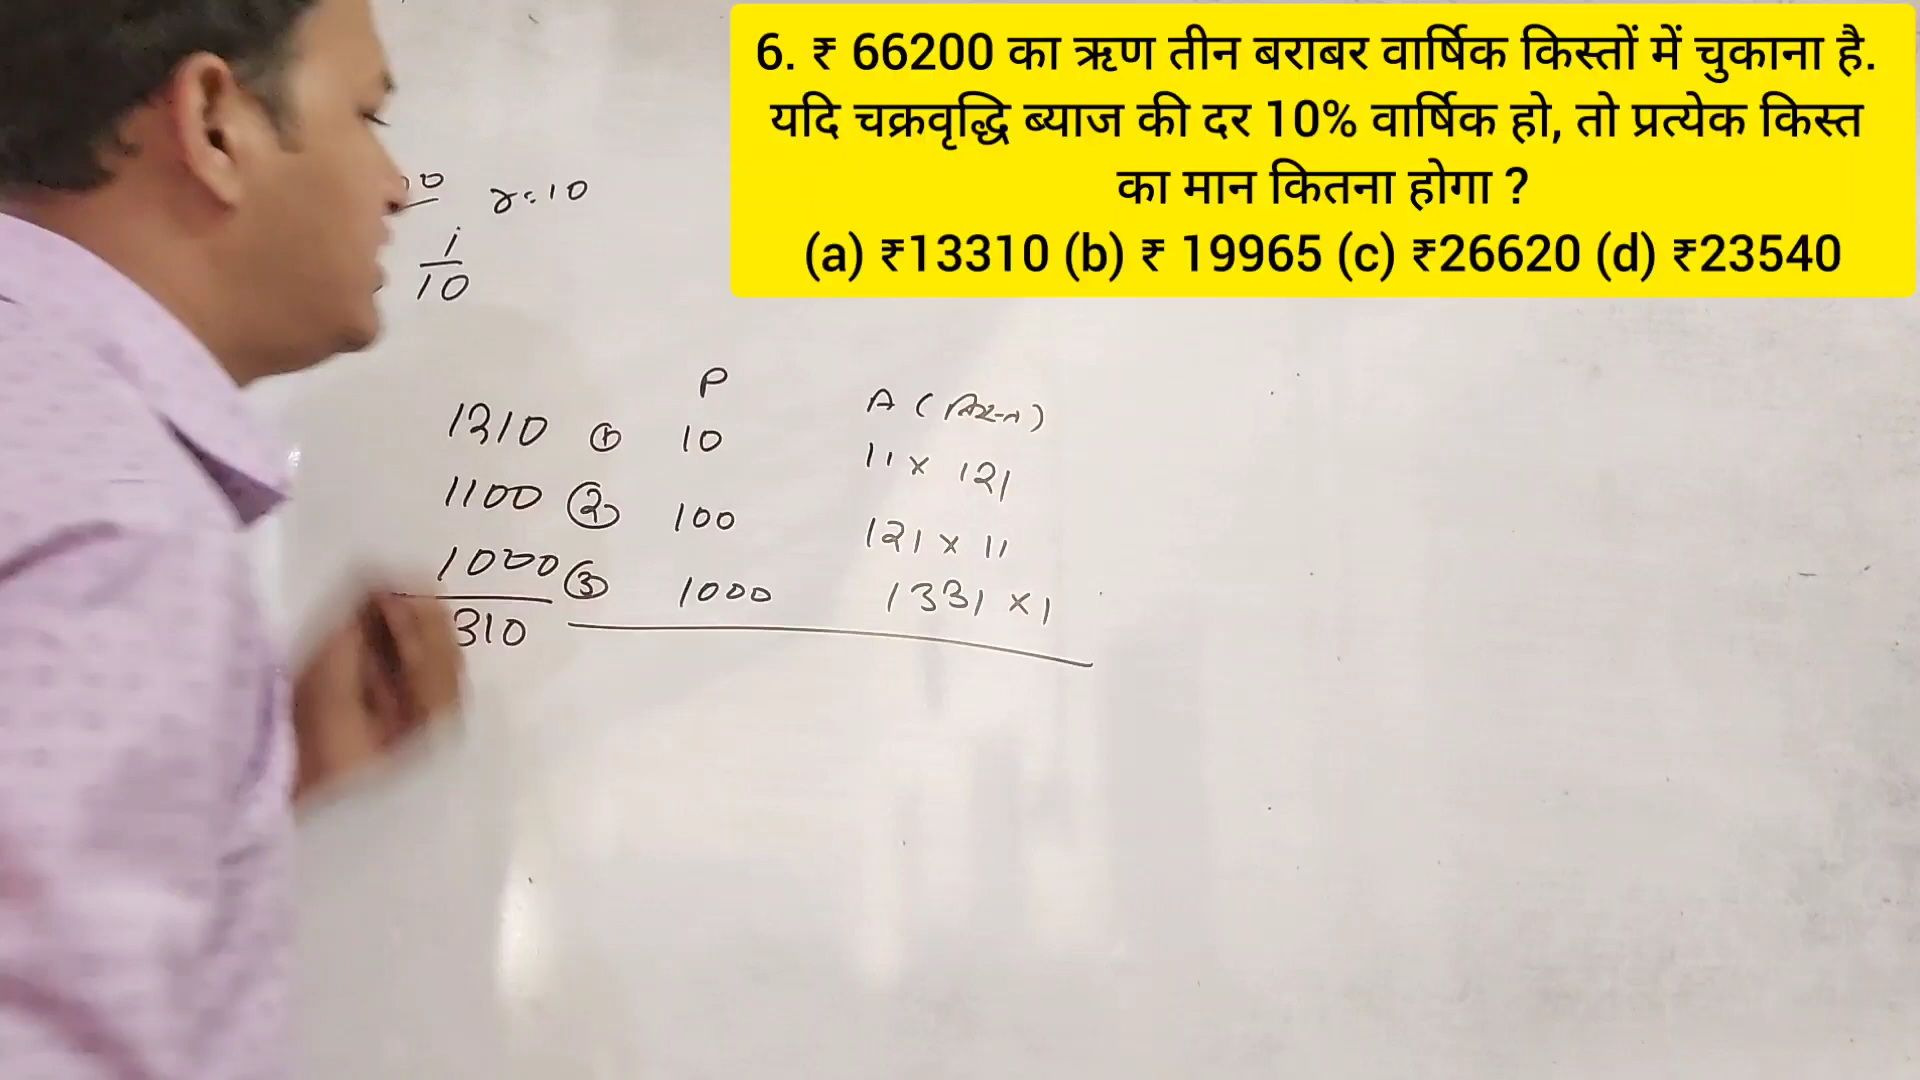 6. ₹ 66200 का ऋण तीन बराबर वार्षिक किस्तों में चुकाना है.
यदि चक्रवृद्धि ब्याज की दर 10% वार्षिक हो, तो प्रत्येक किस्त
का मान कितना होगा ?
(a) ₹13310 (b) ₹ 19965 (c) ₹26620 (d) ₹23540
r = 10
1
10
P
A (
1210 ① 10 11 × 121
1100 ② 100 121 × 11
1000 ③ 1000 1331 × 1
310